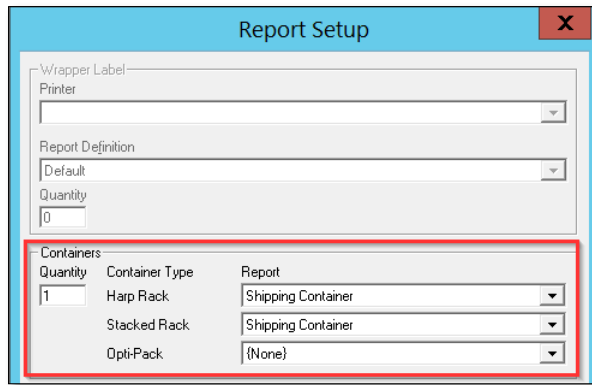 Report Setup
X
Wrapper Label
Printer
Report Definition
Default
Quantity
0
Containers
Quantity Container Type Report
1 Harp Rack Shipping Container
Stacked Rack Shipping Container
Opti-Pack {None}